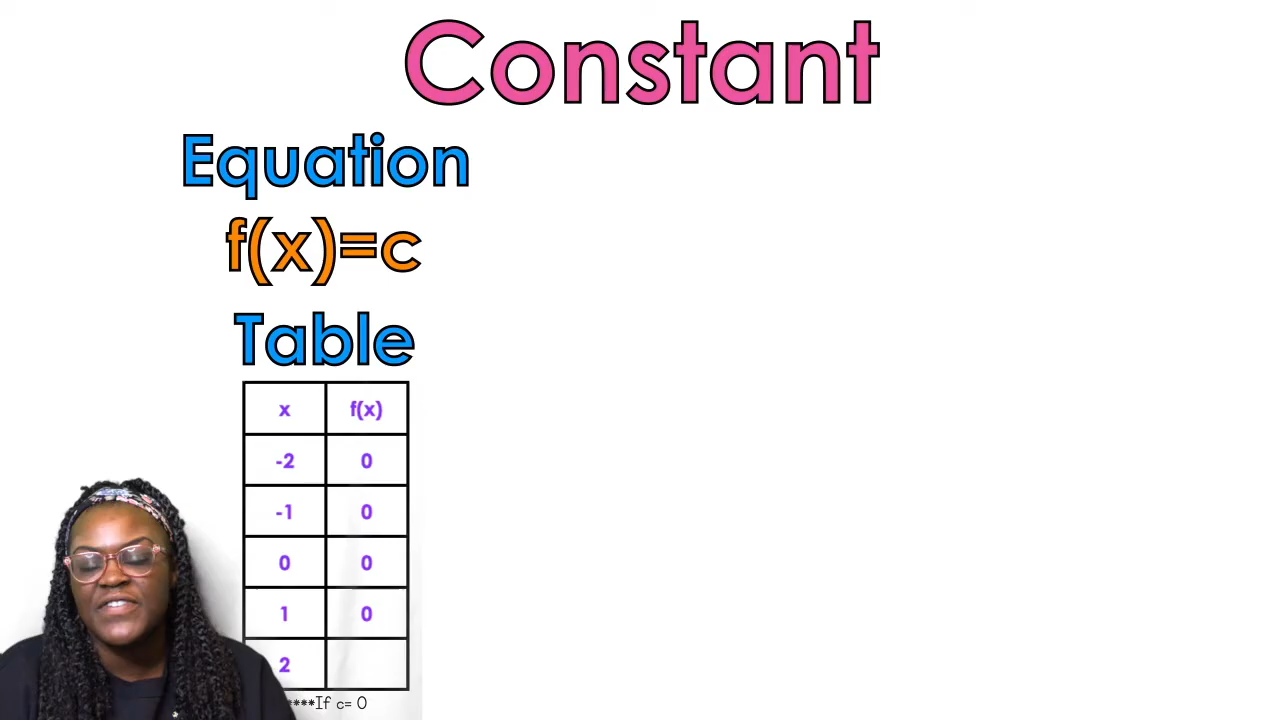 Constant
Equation
f(x)=c
Table
x f(x)
-2 0
-1 0
0 0
1 0
2
****If c= 0